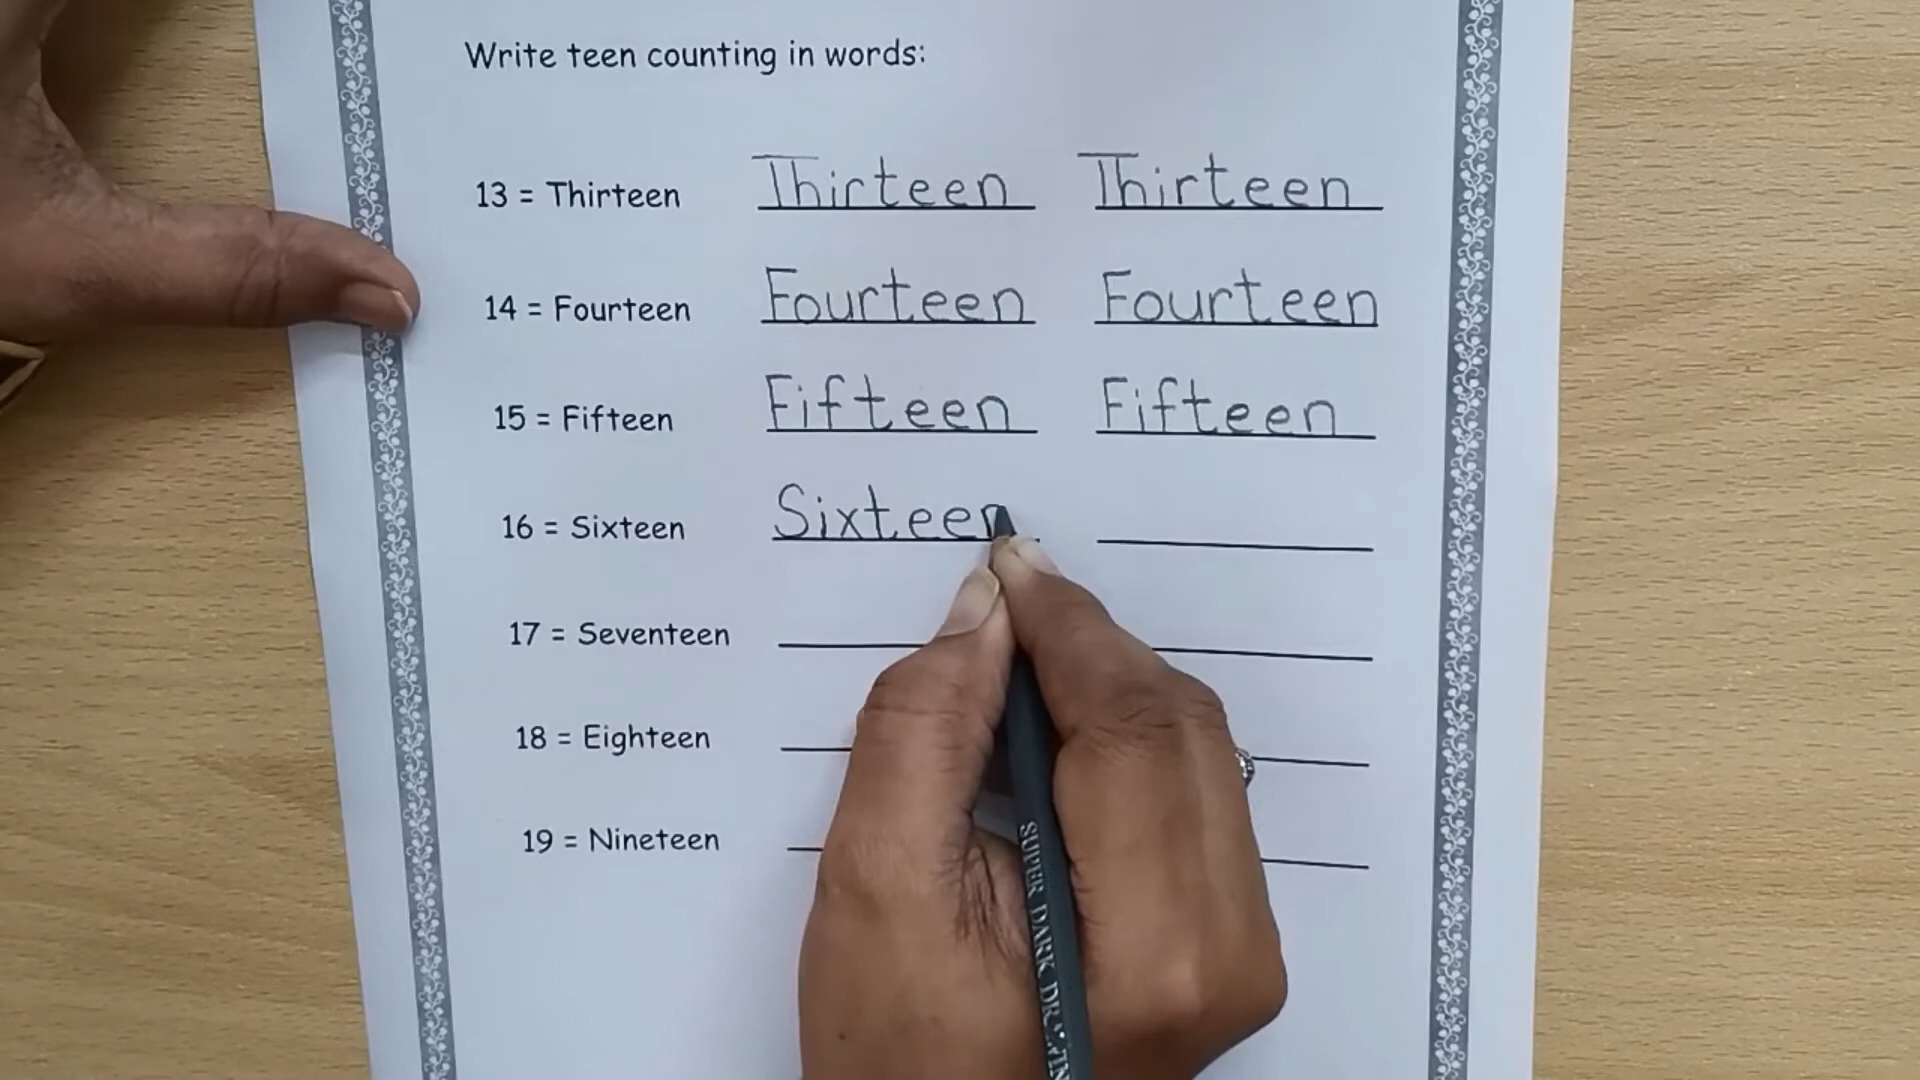 Write teen counting in words:
13 = Thirteen Thirteen Thirteen
14 = Fourteen Fourteen Fourteen
15 = Fifteen Fifteen Fifteen
16 = Sixteen Sixteen
17 = Seventeen
18 = Eighteen
19 = Nineteen
SUPER DARK